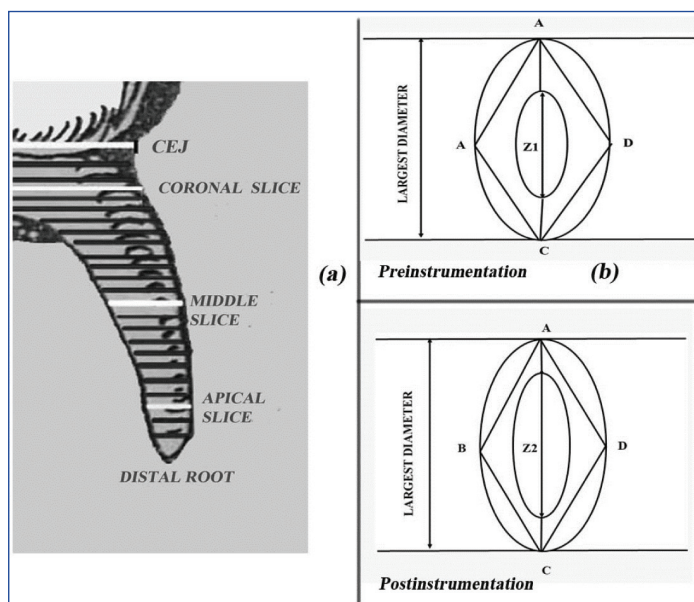 CEJ
CORONAL SLICE
MIDDLE
SLICE
APICAL
SLICE
DISTAL ROOT
(a)
A
LARGEST DIAMETER
A
Z1
D
C
Preinstrumentation
(b)
A
LARGEST DIAMETER
B
Z2
D
C
Postinstrumentation